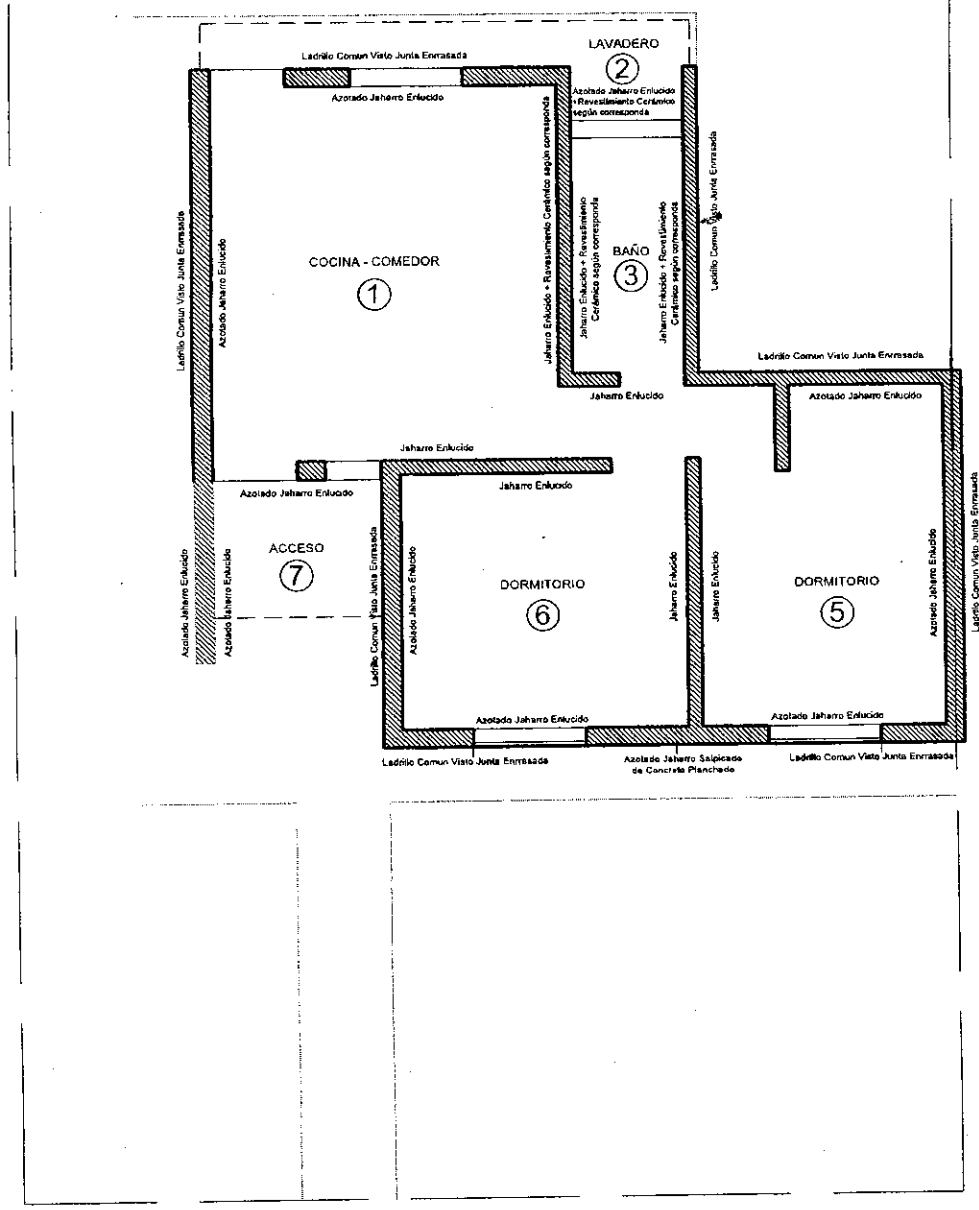 LAVADERO
2
Ladrillo Comun Visto Junta Enrrasada
Azotado Jaharro Enlucido
Azotado Jaharro Enlucido
+Revestimiento Cerámico
según corresponda
Ladrillo Comun Visto Junta Enrrasada
Azotado Jaharro Enlucido
COCINA - COMEDOR
1
Jaharro Enlucido + Revestimiento Cerámico según corresponda
Jaharro Enlucido + Revestimiento
Cerámico según corresponda
BAÑO
3
Jaharro Enlucido + Revestimiento
Cerámico según corresponda
Ladrillo Comun Visto Junta Enrrasada
Ladrillo Comun Visto Junta Enrrasada
Jaharro Enlucido
Azotado Jaharro Enlucido
Jaharro Enlucido
Jaharro Enlucido
Azotado Jaharro Enlucido
Azotado Jaharro Enlucido
Azotado Jaharro Enlucido
ACCESO
7
Ladrillo Comun Visto Junta Enrrasada
Azotado Jaharro Enlucido
DORMITORIO
6
Jaharro Enlucido
Jaharro Enlucido
DORMITORIO
5
Azotado Jaharro Enlucido
Ladrillo Comun Visto Junta Enrrasada
Azotado Jaharro Enlucido
Azotado Jaharro Enlucido
Ladrillo Comun Visto Junta Enrrasada
Azotado Jaharro Salpicado
de Concreto Planchado
Ladrillo Comun Visto Junta Enrrasada